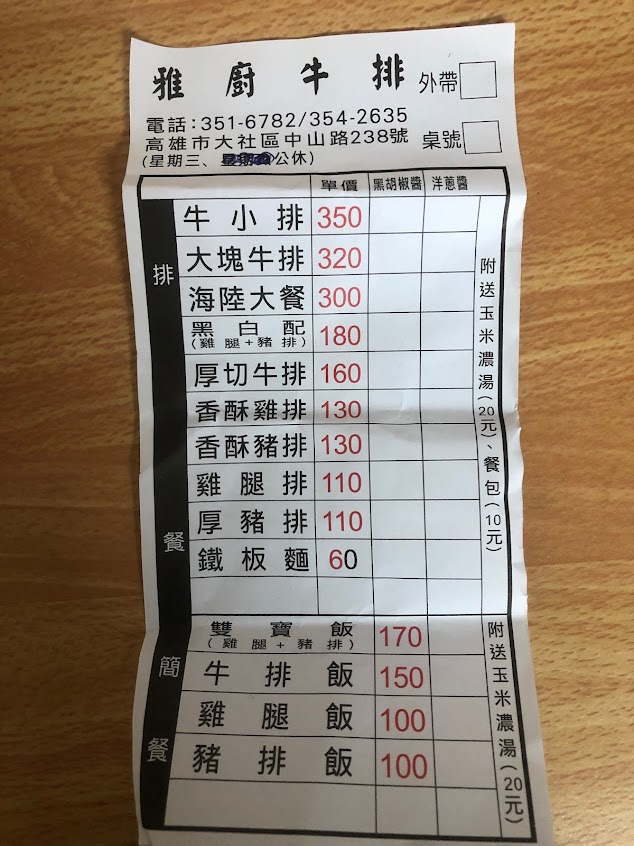 雅廚牛排
外帶
電話:351-6782/354-2635
高雄市大社區中山路238號
桌號
(星期三、公休)
單價 黑胡椒醬 洋蔥醬
排餐
牛小排 350
大塊牛排 320
海陸大餐 300
黑白配 180
(雞腿+豬排)
厚切牛排 160
香酥雞排 130
香酥豬排 130
雞腿排 110
厚豬排 110
鐵板麵 60
附送玉米濃湯(20元)、餐包(10元)
簡餐
雙寶飯 170
(雞腿+豬排)
牛排飯 150
雞腿飯 100
豬排飯 100
附送玉米濃湯(20元)